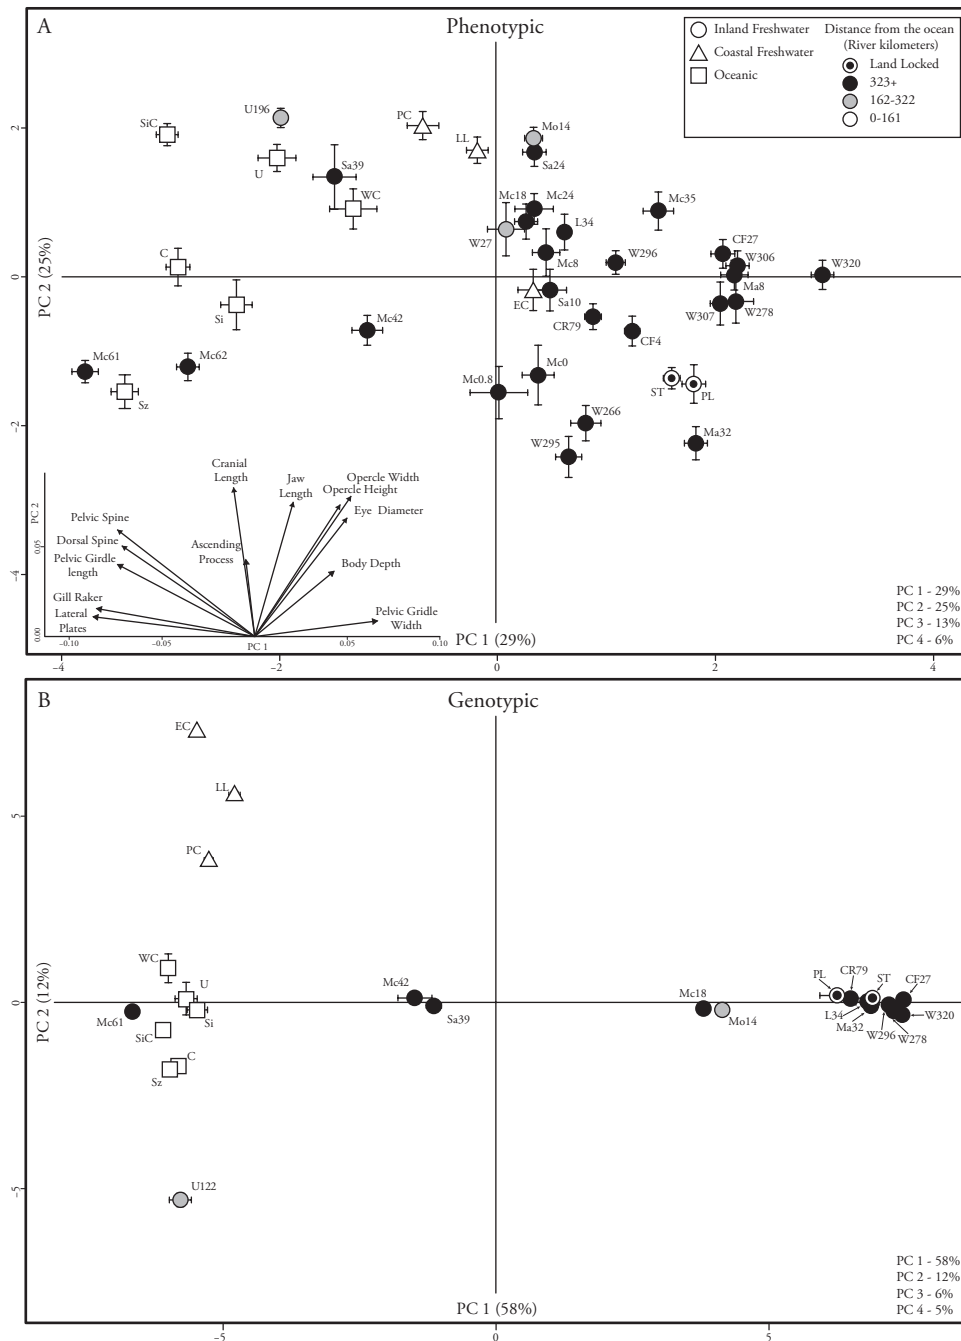 A
Phenotypic
Inland Freshwater
Coastal Freshwater
Oceanic
Distance from the ocean
(River kilometers)
Land Locked
323+
162-322
0-161
U196
SiC
PC
Mo14
LL
Sa24
U
Sa39
WC
Mc18
Mc24
L34
Mc35
W27
Mc8
W296
CF27
W306
W320
C
Si
EC
Sa10
Ma8
W278
W307
CR79
CF4
Mc42
Mc61
Mc62
Sz
Mc0.8
Mc0
ST
PL
W266
W295
Ma32
PC 2 (25%)
2
0
-2
-4
Cranial
Length
Jaw
Length
Opercle Width
Opercle Height
Eye Diameter
Pelvic Spine
Dorsal Spine
Pelvic Girdle
length
Ascending
Process
Body Depth
Gill Raker
Lateral
Plates
Pelvic Gridle
Width
PC 2
0.05
0.00
-0.10
-0.05
PC 1
0.05
0.10
PC 1 - 29%
PC 2 - 25%
PC 3 - 13%
PC 4 - 6%
PC 1 (29%)
-4
-2
0
2
4
B
Genotypic
EC
LL
PC
WC
U
Si
Mc61
SiC
C
Sz
U122
Mc42
Sa39
Mc18
Mo14
PL
CR79
ST
CF27
L34
Ma32
W296
W278
W320
PC 2 (12%)
5
0
-5
PC 1 - 58%
PC 2 - 12%
PC 3 - 6%
PC 4 - 5%
PC 1 (58%)
-5
0
5